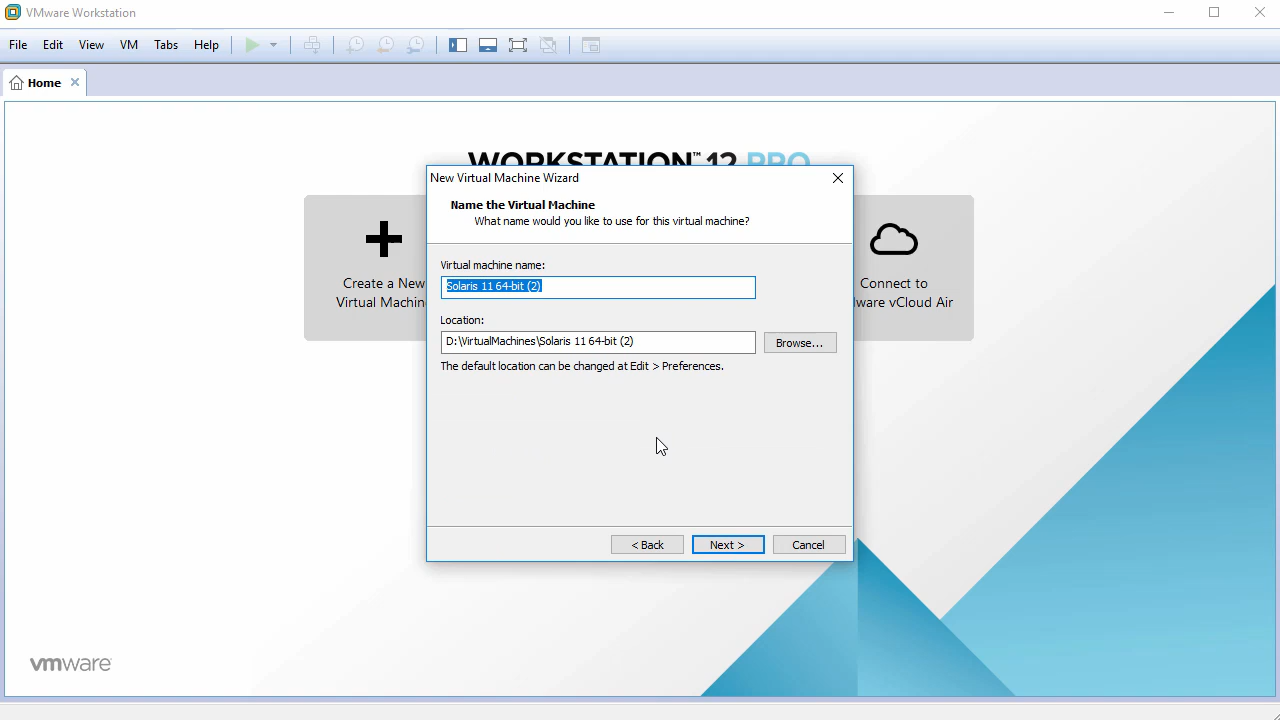 VMware Workstation
File Edit View VM Tabs Help
Home
WORKSTATION™ 12 PRO
Create a New
Virtual Machin
Connect to
ware vCloud Air
New Virtual Machine Wizard
Name the Virtual Machine
What name would you like to use for this virtual machine?
Virtual machine name:
Solaris 11 64-bit (2)
Location:
D:\VirtualMachines\Solaris 11 64-bit (2)
Browse...
The default location can be changed at Edit > Preferences.
< Back Next > Cancel
vmware